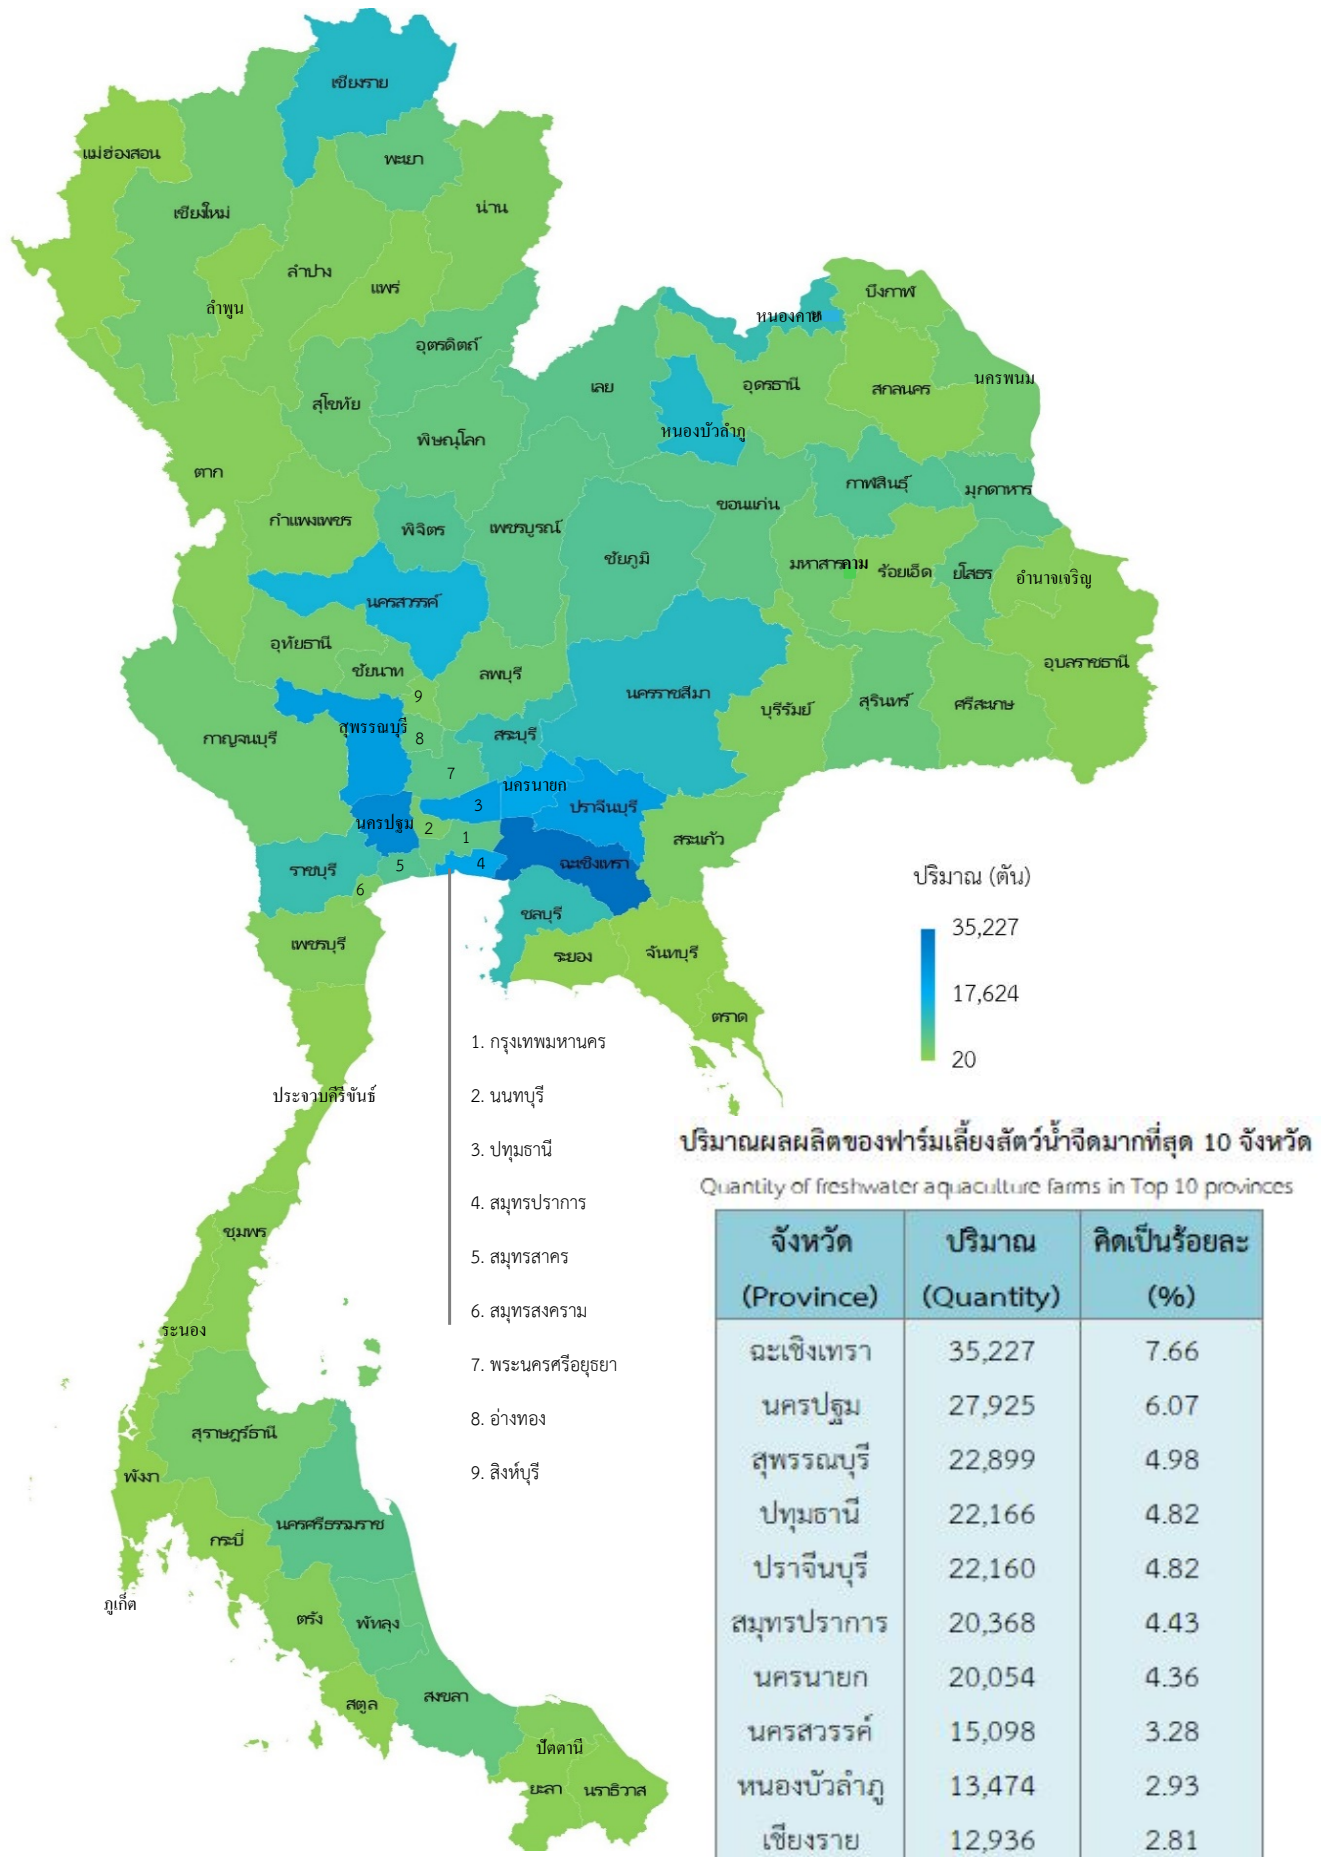 เชียงราย
แม่ฮ่องสอน
พะเยา
เชียงใหม่
น่าน
ลำปาง
แพร่
ลำพูน
บึงกาฬ
หนองคาย
อุตรดิตถ์
เลย
อุดรธานี
สกลนคร
นครพนม
สุโขทัย
พิษณุโลก
หนองบัวลำภู
ตาก
กาฬสินธุ์
มุกดาหาร
ขอนแก่น
กำแพงเพชร
พิจิตร
เพชรบูรณ์
ชัยภูมิ
มหาสารคาม
ร้อยเอ็ด
ยโสธร
อำนาจเจริญ
นครสวรรค์
อุทัยธานี
ชัยนาท
ลพบุรี
อุบลราชธานี
9
นครราชสีมา
บุรีรัมย์
สุรินทร์
ศรีสะเกษ
กาญจนบุรี
สุพรรณบุรี
8
สระบุรี
7
นครนายก
3
ปราจีนบุรี
นครปฐม
2
1
สระแก้ว
ราชบุรี
5
4
ฉะเชิงเทรา
6
ชลบุรี
เพชรบุรี
ระยอง
จันทบุรี
ตราด
ปริมาณ (ตัน)
35,227
17,624
20
1. กรุงเทพมหานคร
2. นนทบุรี
3. ปทุมธานี
4. สมุทรปราการ
5. สมุทรสาคร
6. สมุทรสงคราม
7. พระนครศรีอยุธยา
8. อ่างทอง
9. สิงห์บุรี
ประจวบคีรีขันธ์
ชุมพร
ระนอง
สุราษฎร์ธานี
พังงา
นครศรีธรรมราช
กระบี่
ภูเก็ต
ตรัง
พัทลุง
สตูล
สงขลา
ปัตตานี
ยะลา
นราธิวาส
ปริมาณผลผลิตของฟาร์มเลี้ยงสัตว์น้ำจืดมากที่สุด 10 จังหวัด
Quantity of freshwater aquaculture farms in Top 10 provinces
จังหวัด ปริมาณ คิดเป็นร้อยละ
(Province) (Quantity) (%)
ฉะเชิงเทรา 35,227 7.66
นครปฐม 27,925 6.07
สุพรรณบุรี 22,899 4.98
ปทุมธานี 22,166 4.82
ปราจีนบุรี 22,160 4.82
สมุทรปราการ 20,368 4.43
นครนายก 20,054 4.36
นครสวรรค์ 15,098 3.28
หนองบัวลำภู 13,474 2.93
เชียงราย 12,936 2.81